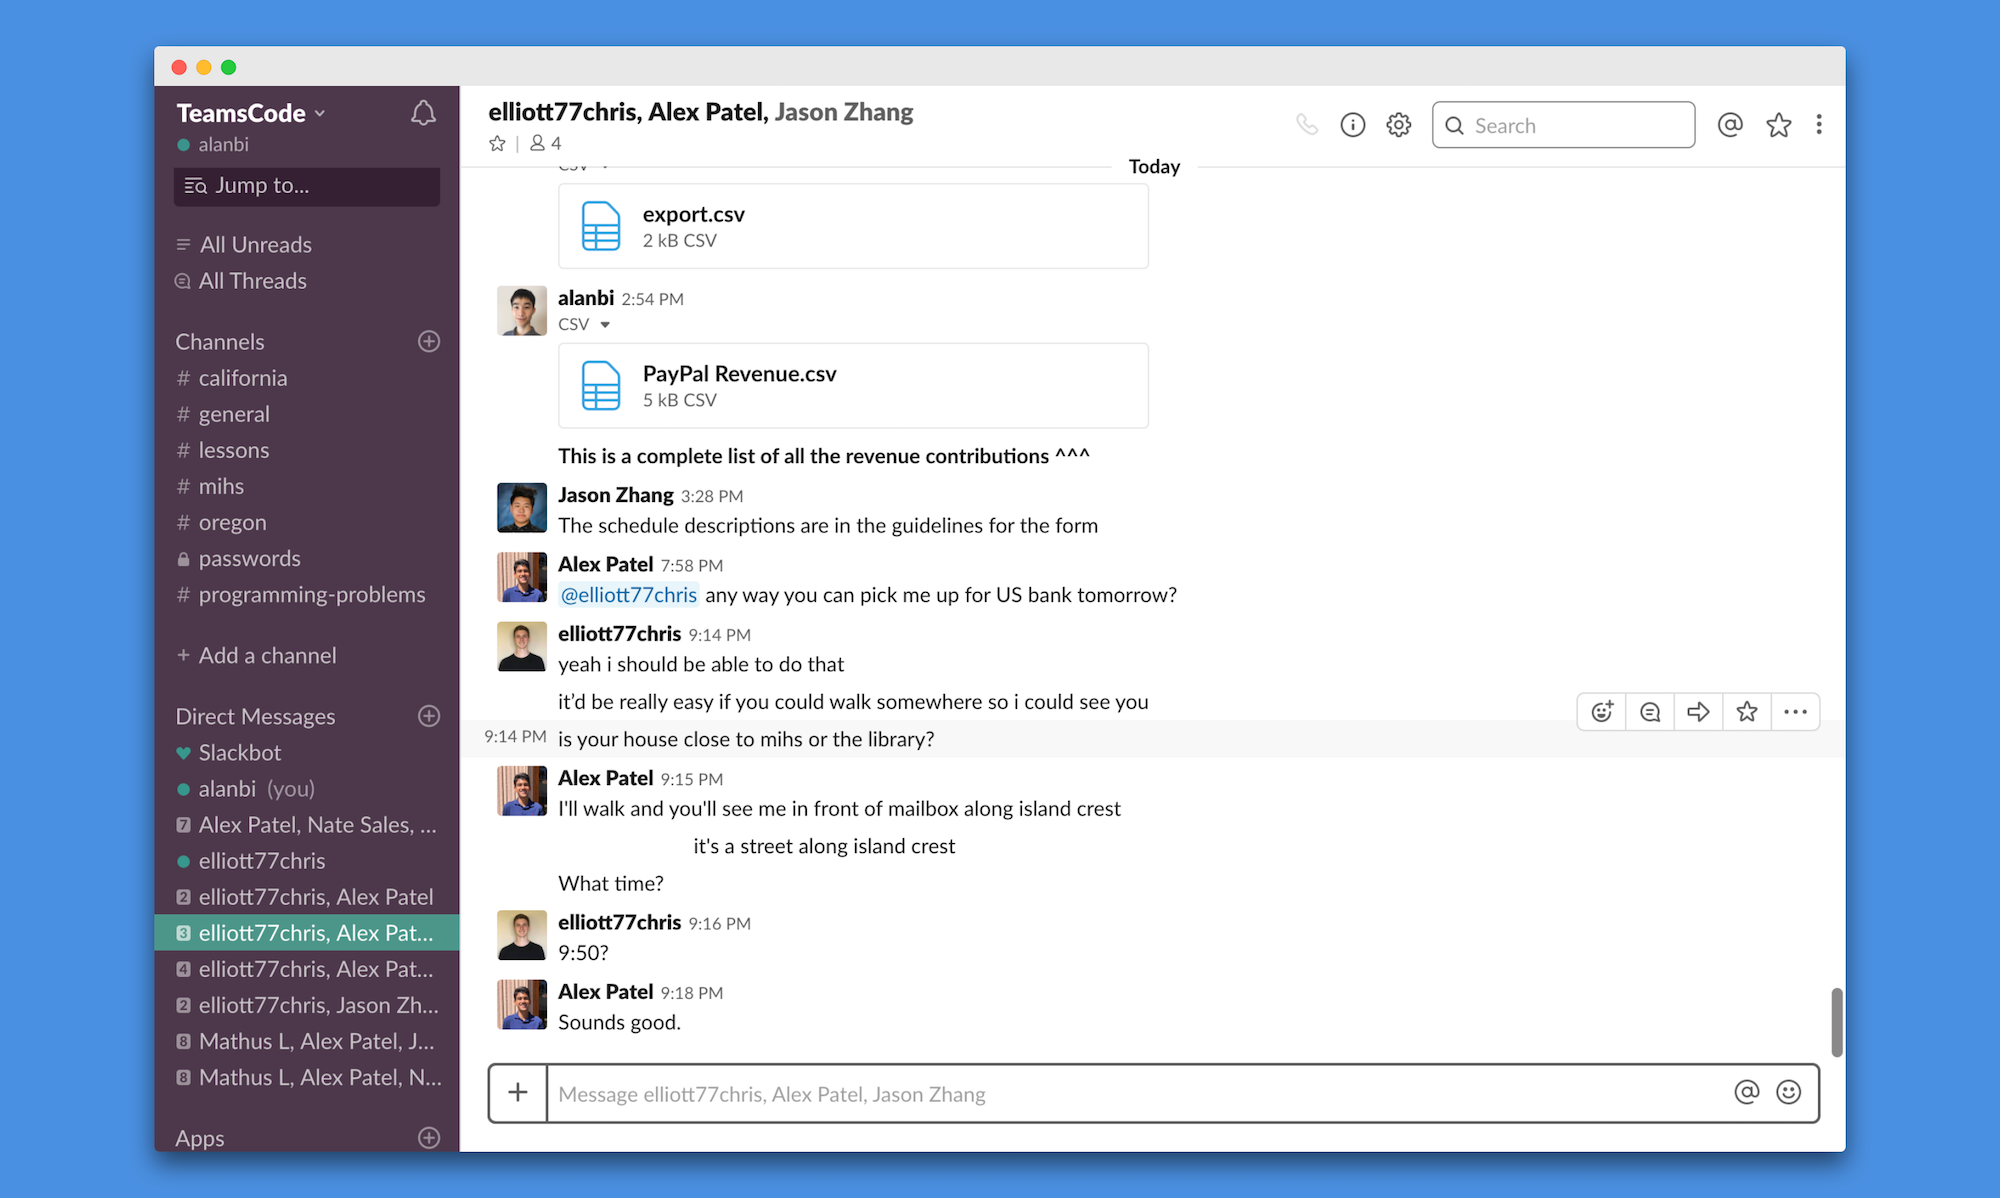 TeamsCode
alanbi
Jump to...
All Unreads
All Threads
Channels
# california
# general
# lessons
# mihs
# oregon
passwords
# programming-problems
+ Add a channel
Direct Messages
Slackbot
alanbi (you)
7 Alex Patel, Nate Sales, ...
elliott77chris
2 elliott77chris, Alex Patel
3 elliott77chris, Alex Pat...
4 elliott77chris, Alex Pat...
2 elliott77chris, Jason Zh...
8 Mathus L, Alex Patel, J...
8 Mathus L, Alex Patel, N...
Apps
elliott77chris, Alex Patel, Jason Zhang
4
Search
Today
CSV
export.csv
2 kB CSV
alanbi 2:54 PM
CSV
PayPal Revenue.csv
5 kB CSV
This is a complete list of all the revenue contributions ^^^
Jason Zhang 3:28 PM
The schedule descriptions are in the guidelines for the form
Alex Patel 7:58 PM
@elliott77chris any way you can pick me up for US bank tomorrow?
elliott77chris 9:14 PM
yeah i should be able to do that
it'd be really easy if you could walk somewhere so i could see you
9:14 PM is your house close to mihs or the library?
Alex Patel 9:15 PM
I'll walk and you'll see me in front of mailbox along island crest
it's a street along island crest
What time?
elliott77chris 9:16 PM
9:50?
Alex Patel 9:18 PM
Sounds good.
Message elliott77chris, Alex Patel, Jason Zhang